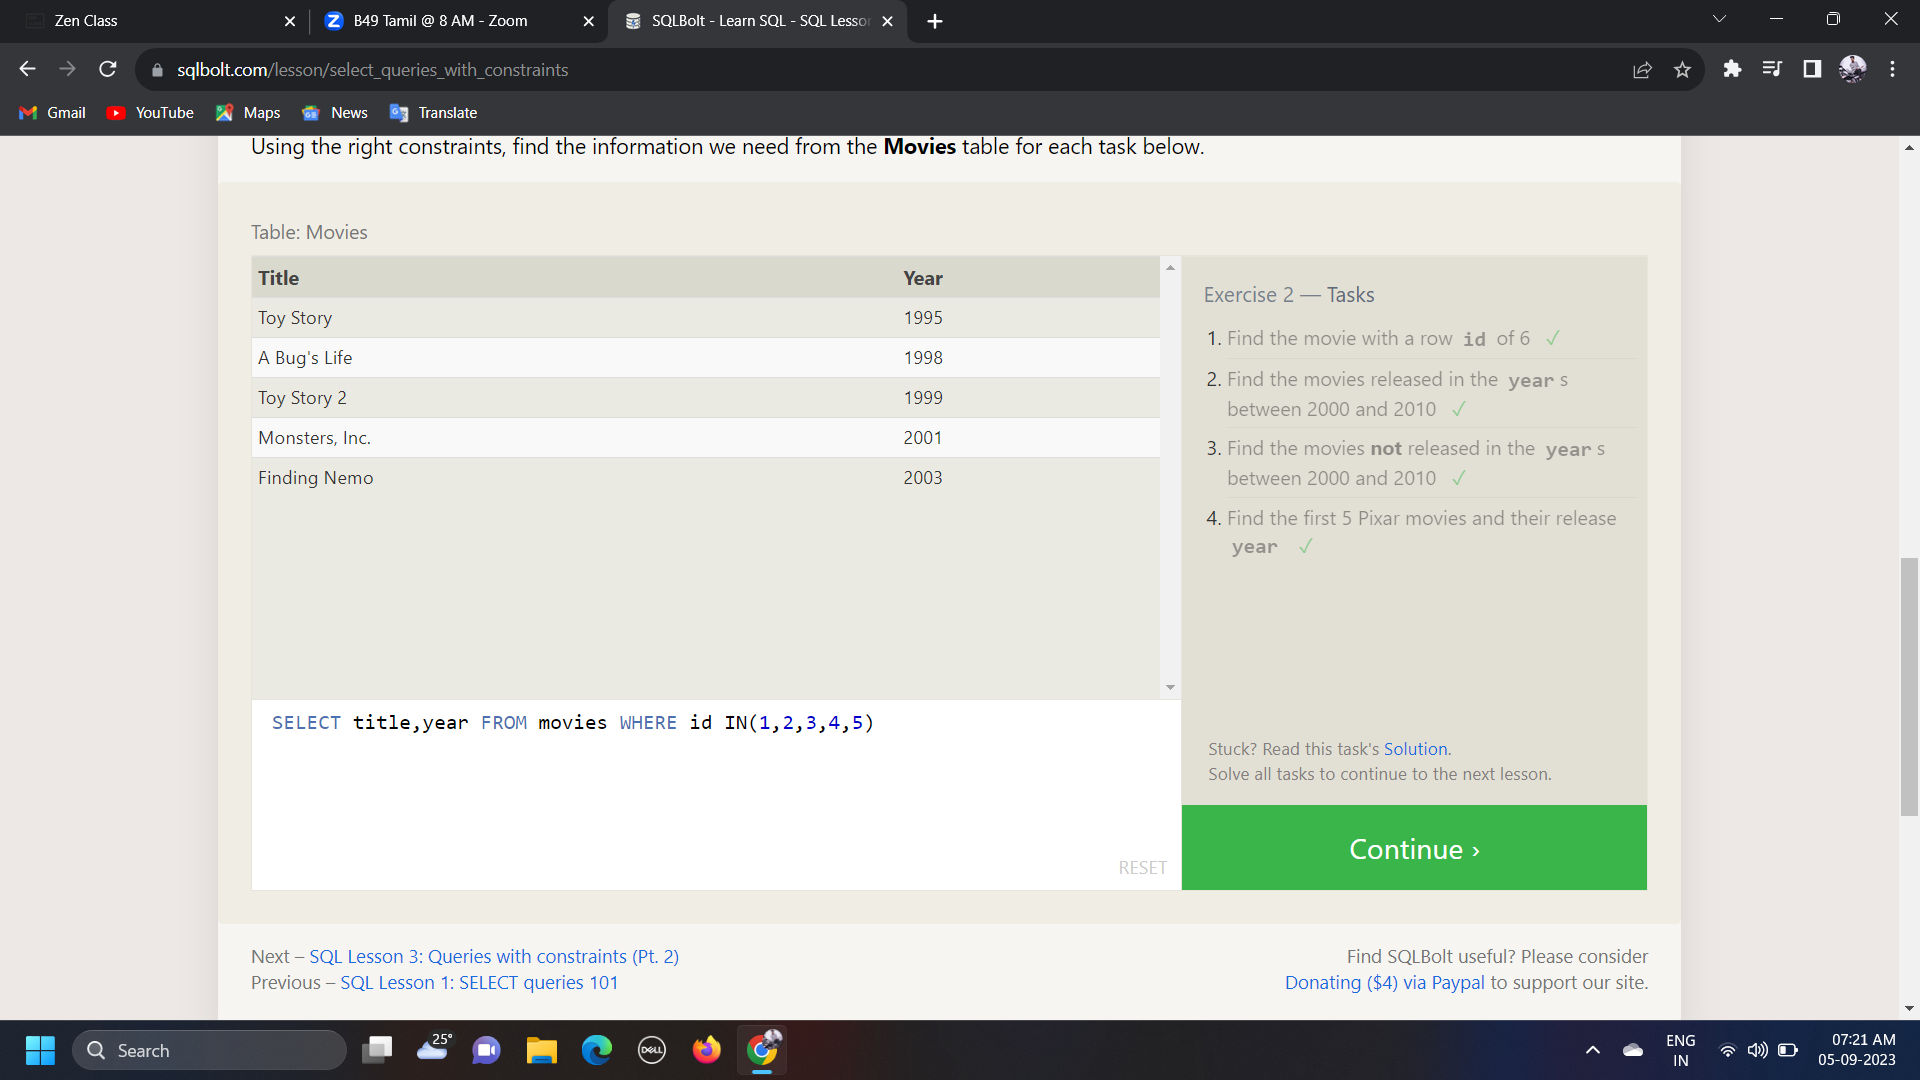 Zen Class
B49 Tamil @ 8 AM - Zoom
SQLBolt - Learn SQL - SQL Lesso
sqlbolt.com/lesson/select_queries_with_constraints
Gmail
YouTube
Maps
News
Translate
Using the right constraints, find the information we need from the Movies table for each task below.
Table: Movies
Title Year
Toy Story 1995
A Bug's Life 1998
Toy Story 2 1999
Monsters, Inc. 2001
Finding Nemo 2003
SELECT title,year FROM movies WHERE id IN(1,2,3,4,5)
RESET
Exercise 2 — Tasks
1. Find the movie with a row id of 6 ✓
2. Find the movies released in the year s
between 2000 and 2010 ✓
3. Find the movies not released in the year s
between 2000 and 2010 ✓
4. Find the first 5 Pixar movies and their release
year ✓
Stuck? Read this task's Solution.
Solve all tasks to continue to the next lesson.
Continue ›
Next – SQL Lesson 3: Queries with constraints (Pt. 2)
Previous – SQL Lesson 1: SELECT queries 101
Find SQLBolt useful? Please consider
Donating ($4) via Paypal to support our site.
Search
25°
DELL
ENG
IN
07:21 AM
05-09-2023